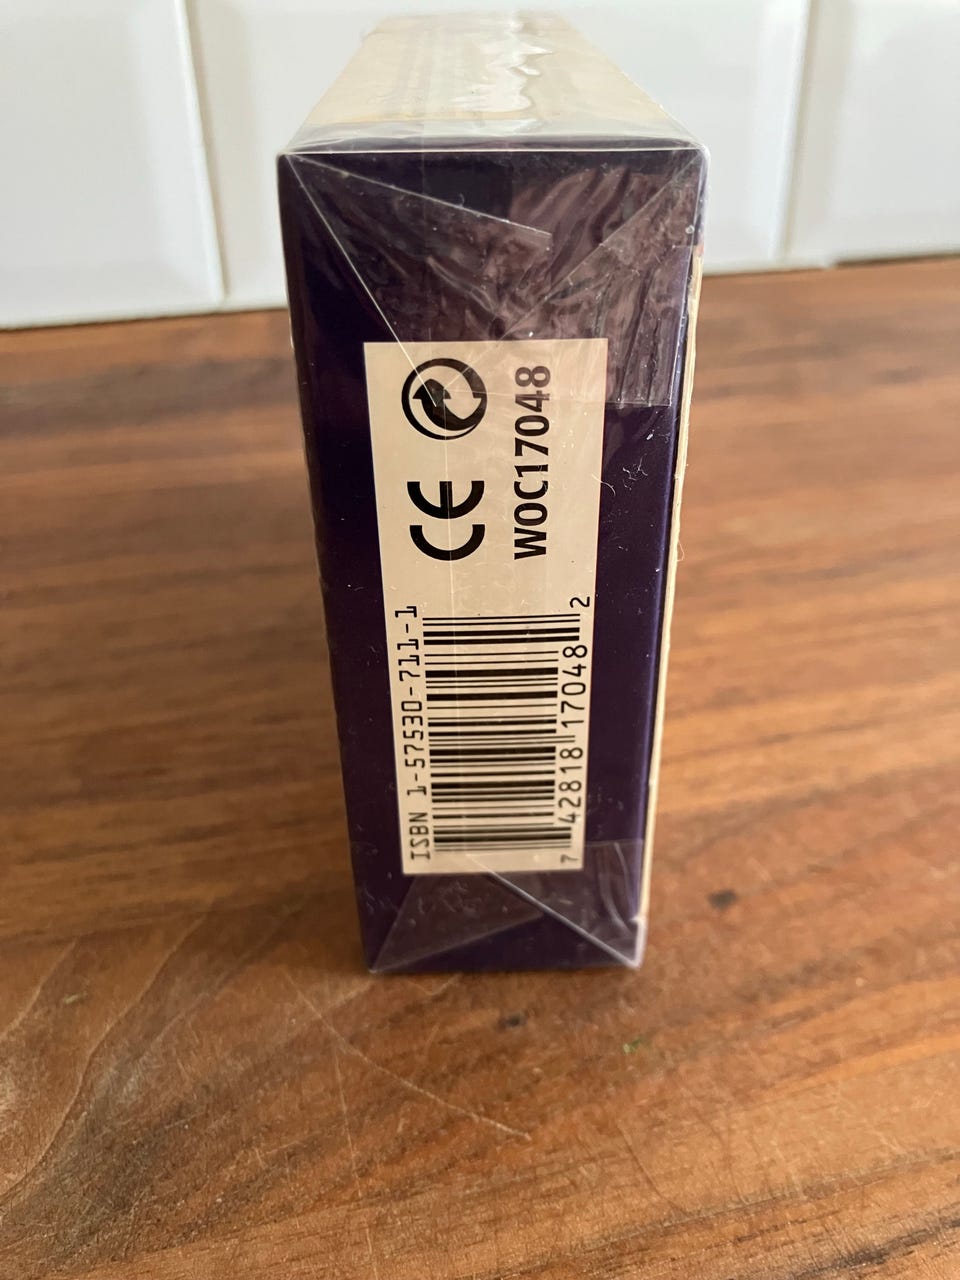 ISBN 1-57530-711-1
7 42818 17048 2
CE
WOC17048